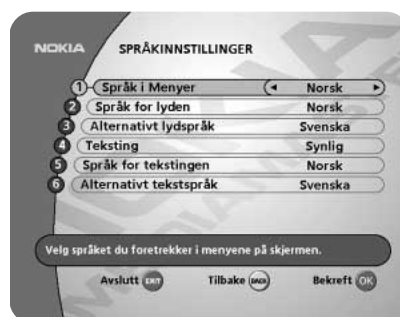 NOKIA SPRÅKINNSTILLINGER
1 Språk i Menyer Norsk
2 Språk for lyden Norsk
3 Alternativt lydspråk Svenska
4 Teksting Synlig
5 Språk for tekstingen Norsk
6 Alternativt tekstspråk Svenska
Velg språket du foretrekker i menyene på skjermen.
Avslutt EXIT Tilbake BACK Bekreft OK